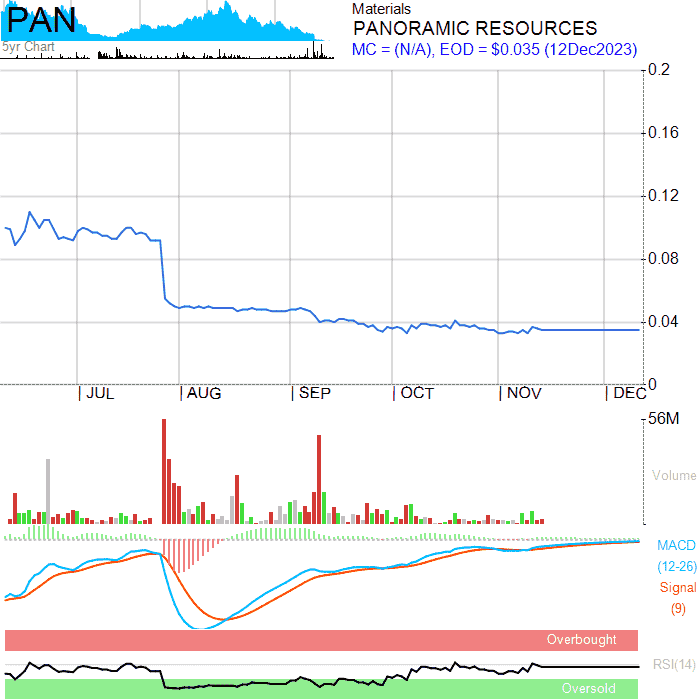 PAN
5yr Chart
Materials
PANORAMIC RESOURCES
MC = (N/A), EOD = $0.035 (12Dec2023)
0.2
0.16
0.12
0.08
0.04
0
JUL AUG SEP OCT NOV DEC
56M
Volume
MACD
(12-26)
Signal
(9)
Overbought
RSI(14)
Oversold